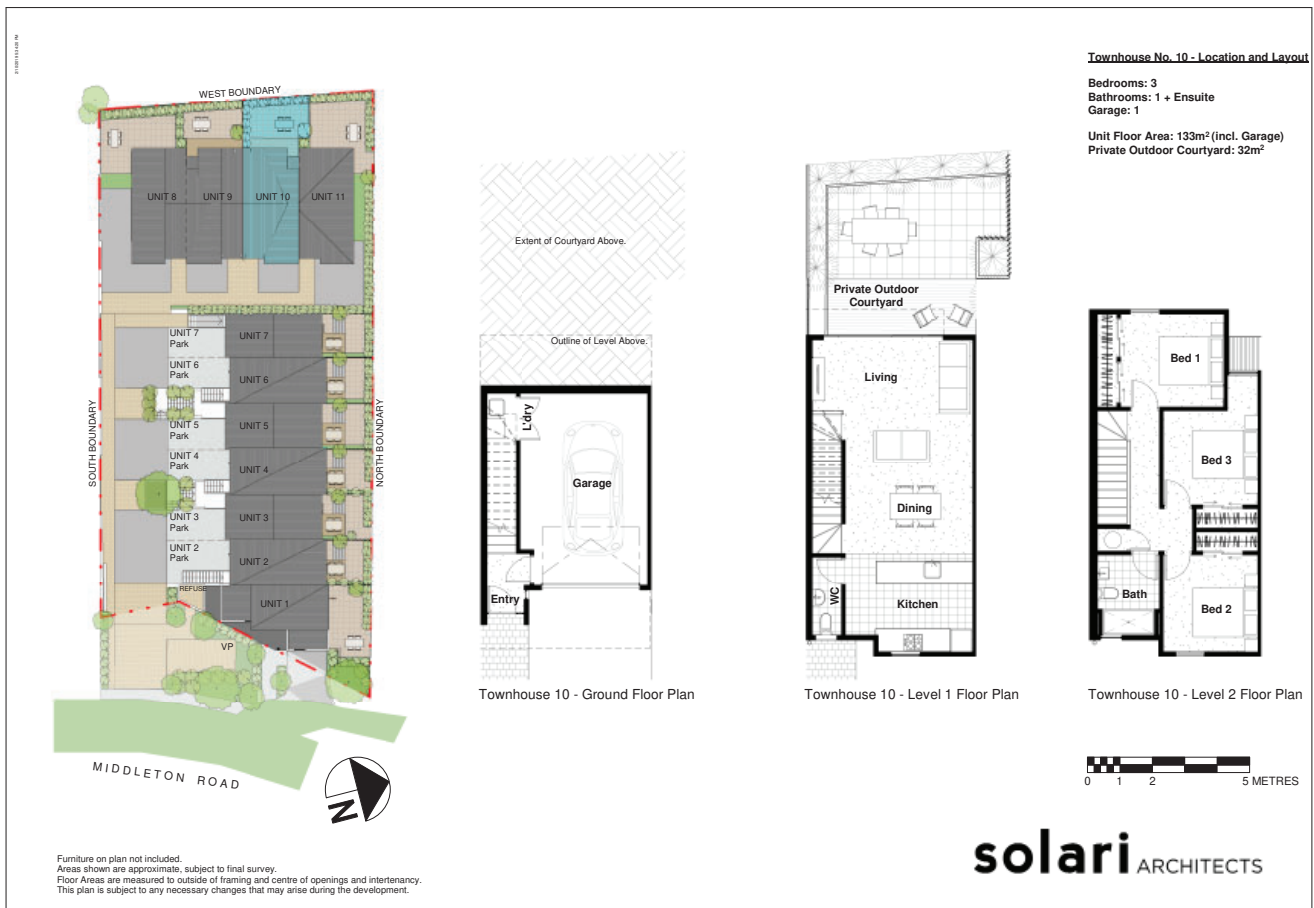 Townhouse No. 10 - Location and Layout
Bedrooms: 3
Bathrooms: 1 + Ensuite
Garage: 1
Unit Floor Area: 133m² (incl. Garage)
Private Outdoor Courtyard: 32m²
WEST BOUNDARY
UNIT 8
UNIT 9
UNIT 10
UNIT 11
SOUTH BOUNDARY
NORTH BOUNDARY
UNIT 7
Park
UNIT 7
UNIT 6
Park
UNIT 6
UNIT 5
Park
UNIT 5
UNIT 4
Park
UNIT 4
UNIT 3
Park
UNIT 3
UNIT 2
Park
UNIT 2
REFUSE
UNIT 1
VP
MIDDLETON ROAD
N
Extent of Courtyard Above.
Outline of Level Above.
L'dry
Garage
Entry
Townhouse 10 - Ground Floor Plan
Private Outdoor
Courtyard
Living
Dining
WC
Kitchen
Townhouse 10 - Level 1 Floor Plan
Bed 1
Bed 3
Bath
Bed 2
Townhouse 10 - Level 2 Floor Plan
0 1 2 5 METRES
solari ARCHITECTS
Furniture on plan not included.
Areas shown are approximate, subject to final survey.
Floor Areas are measured to outside of framing and centre of openings and intertenancy.
This plan is subject to any necessary changes that may arise during the development.